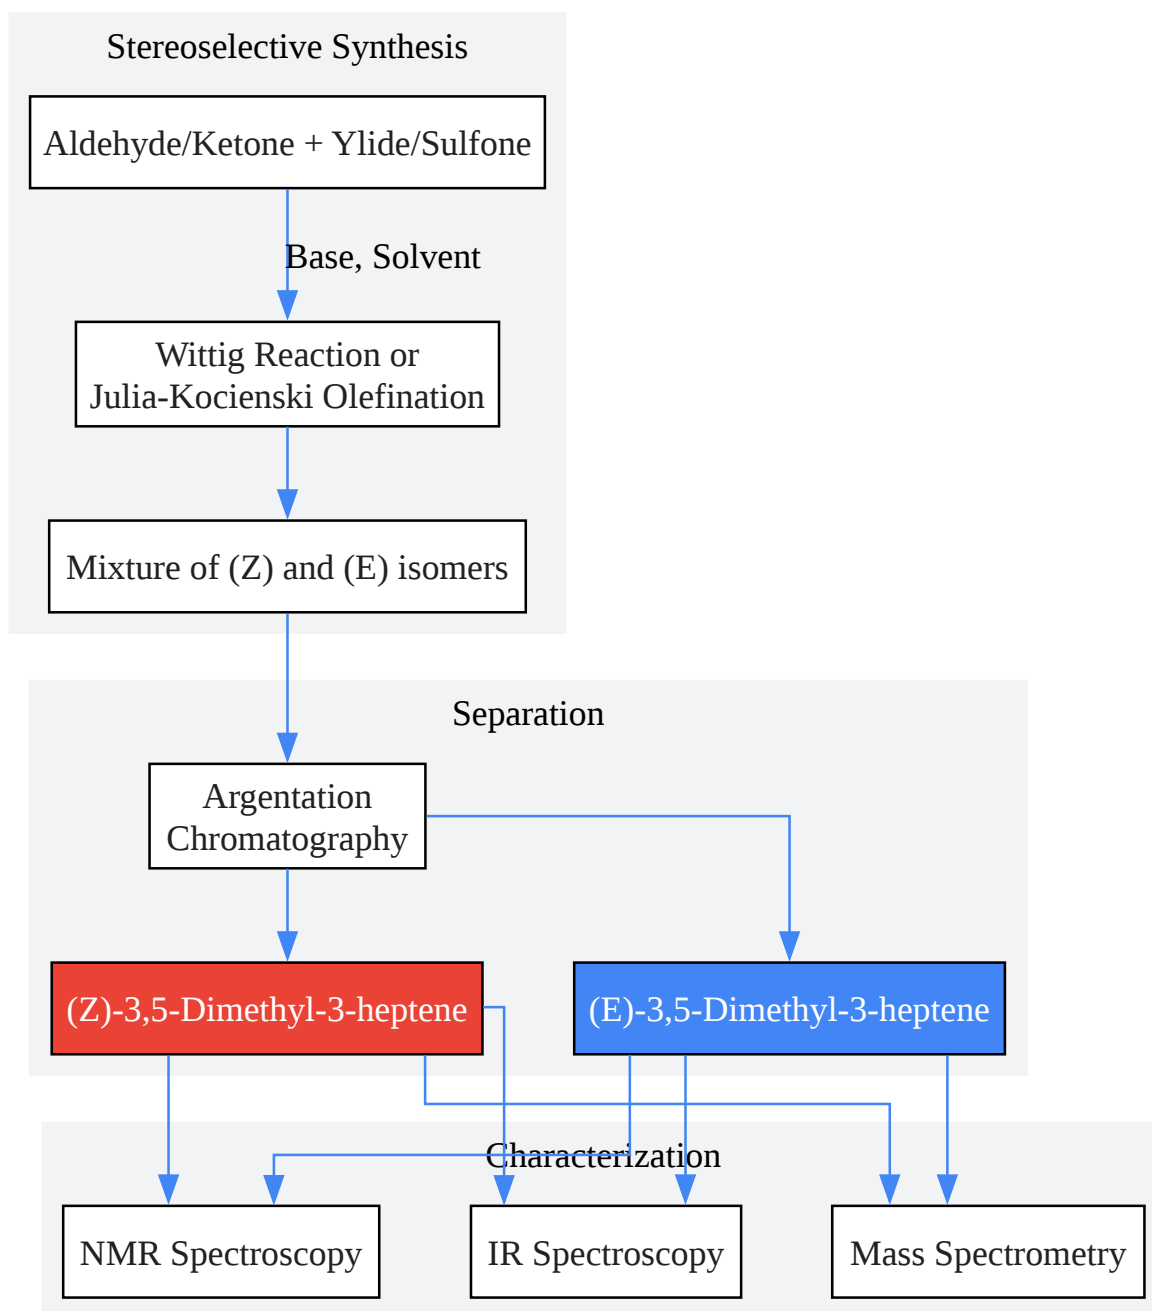 Stereoselective Synthesis
Aldehyde/Ketone + Ylide/Sulfone
Base, Solvent
Wittig Reaction or
Julia-Kocienski Olefination
Mixture of (Z) and (E) isomers
Separation
Argentation
Chromatography
(Z)-3,5-Dimethyl-3-heptene
(E)-3,5-Dimethyl-3-heptene
Characterization
NMR Spectroscopy
IR Spectroscopy
Mass Spectrometry